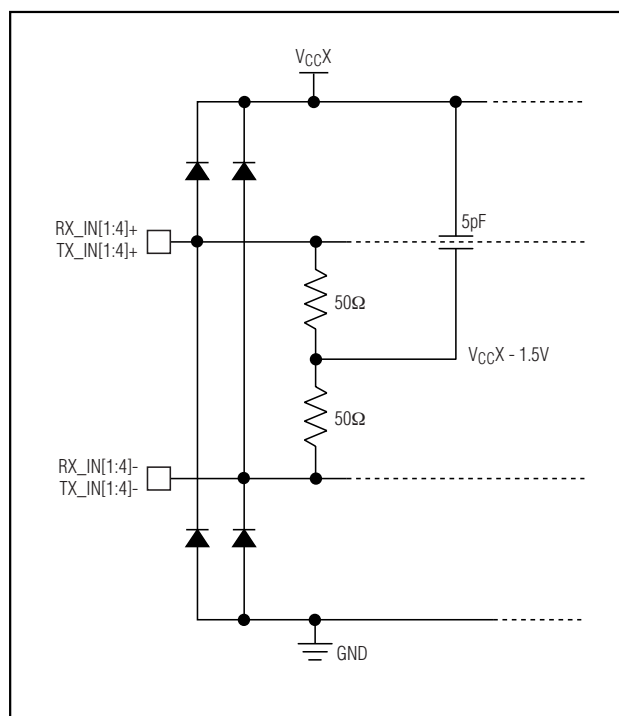 VCCX
RX_IN[1:4]+
TX_IN[1:4]+
5pF
50Ω
VCCX - 1.5V
50Ω
RX_IN[1:4]-
TX_IN[1:4]-
GND